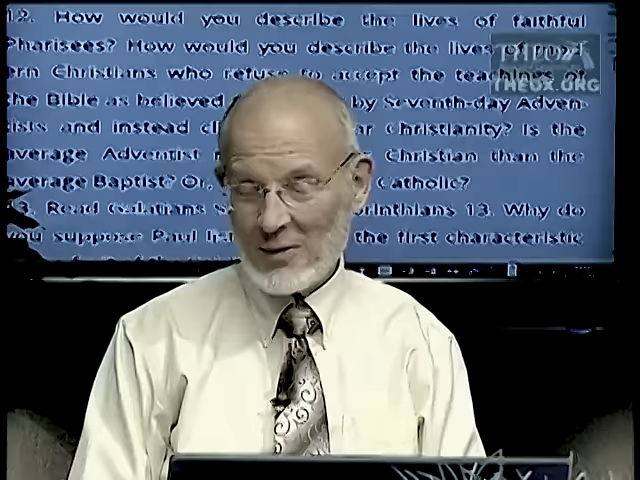 12. How would you describe the lives of faithful
Pharisees? How would you describe the lives of mod-
ern Christians who refuse to accept the teachings of
the Bible as believed by Seventh-day Adven-
tists and instead Christianity? Is the
average Adventist Christian than the
average Baptist? Or, Catholic?
13. Read Galatians Corinthians 13. Why do
you suppose Paul the first characteristic
THEOX
THEOX.ORG